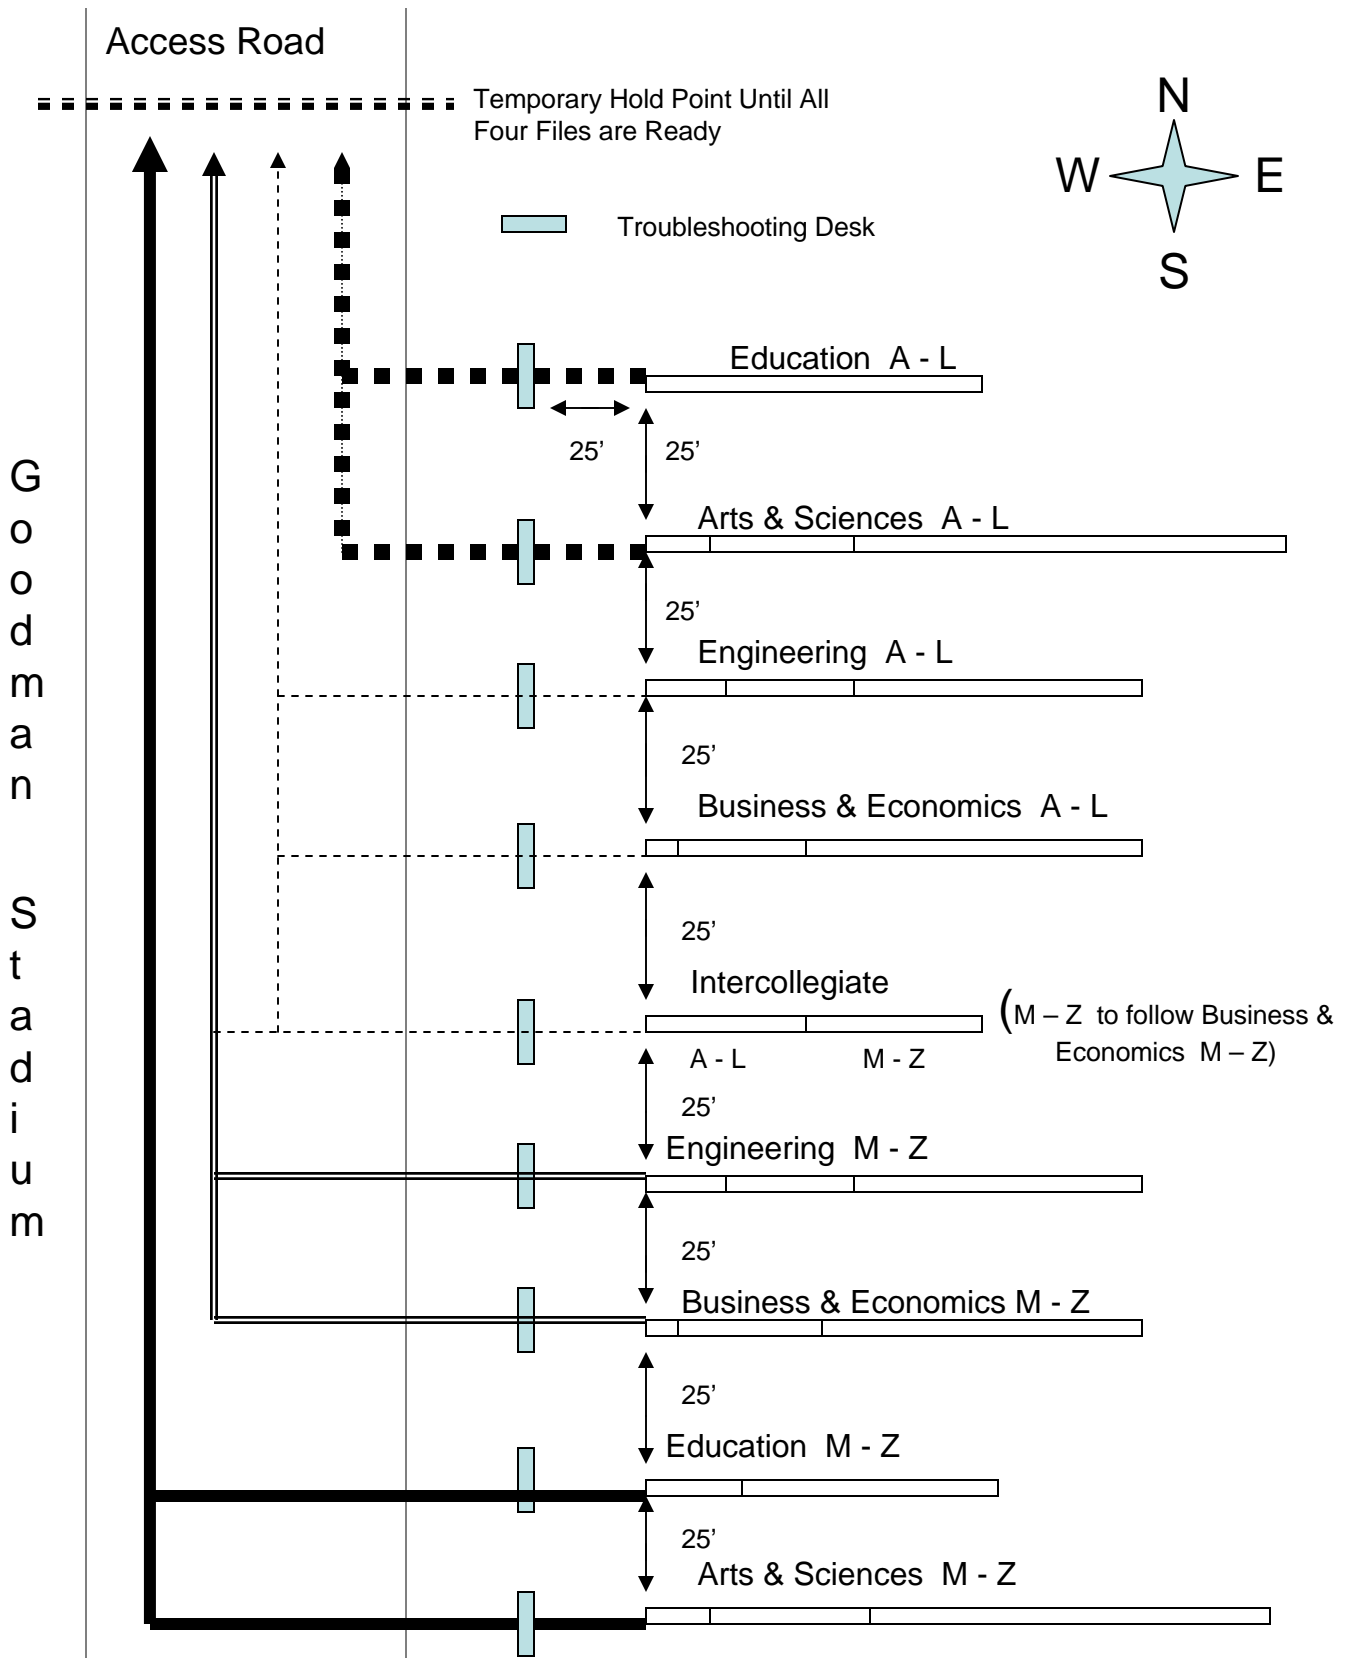 Access Road
Temporary Hold Point Until All
Four Files are Ready
N
W
E
S
Troubleshooting Desk
Education A - L
25’
25’
Goodman
Stadium
Arts & Sciences A - L
25’
Engineering A - L
25’
Business & Economics A - L
25’
Intercollegiate
(M – Z to follow Business &
Economics M – Z)
A - L
M - Z
25’
Engineering M - Z
25’
Business & Economics M - Z
25’
Education M - Z
25’
Arts & Sciences M - Z